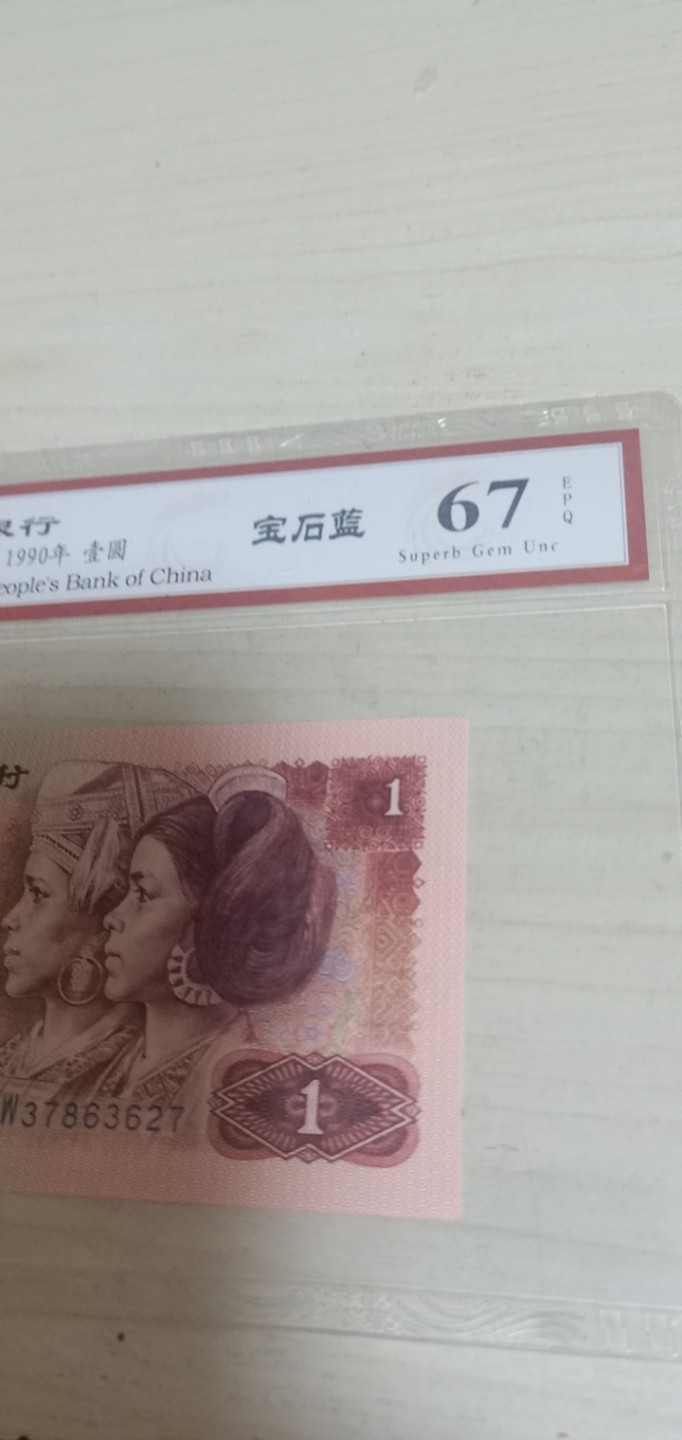 银行
1990年 壹圆
eople's Bank of China
宝石蓝
67
EPQ
Superb Gem Unc
行
1
W37863627
1